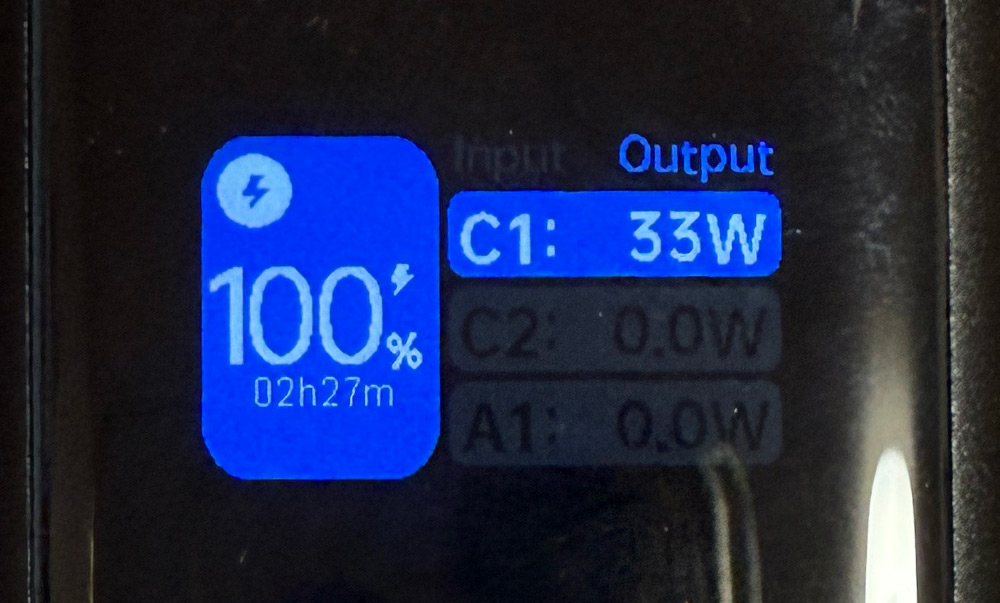 Input Output
C1: 33W
100%
C2: 0.0W
02h27m
A1: 0.0W